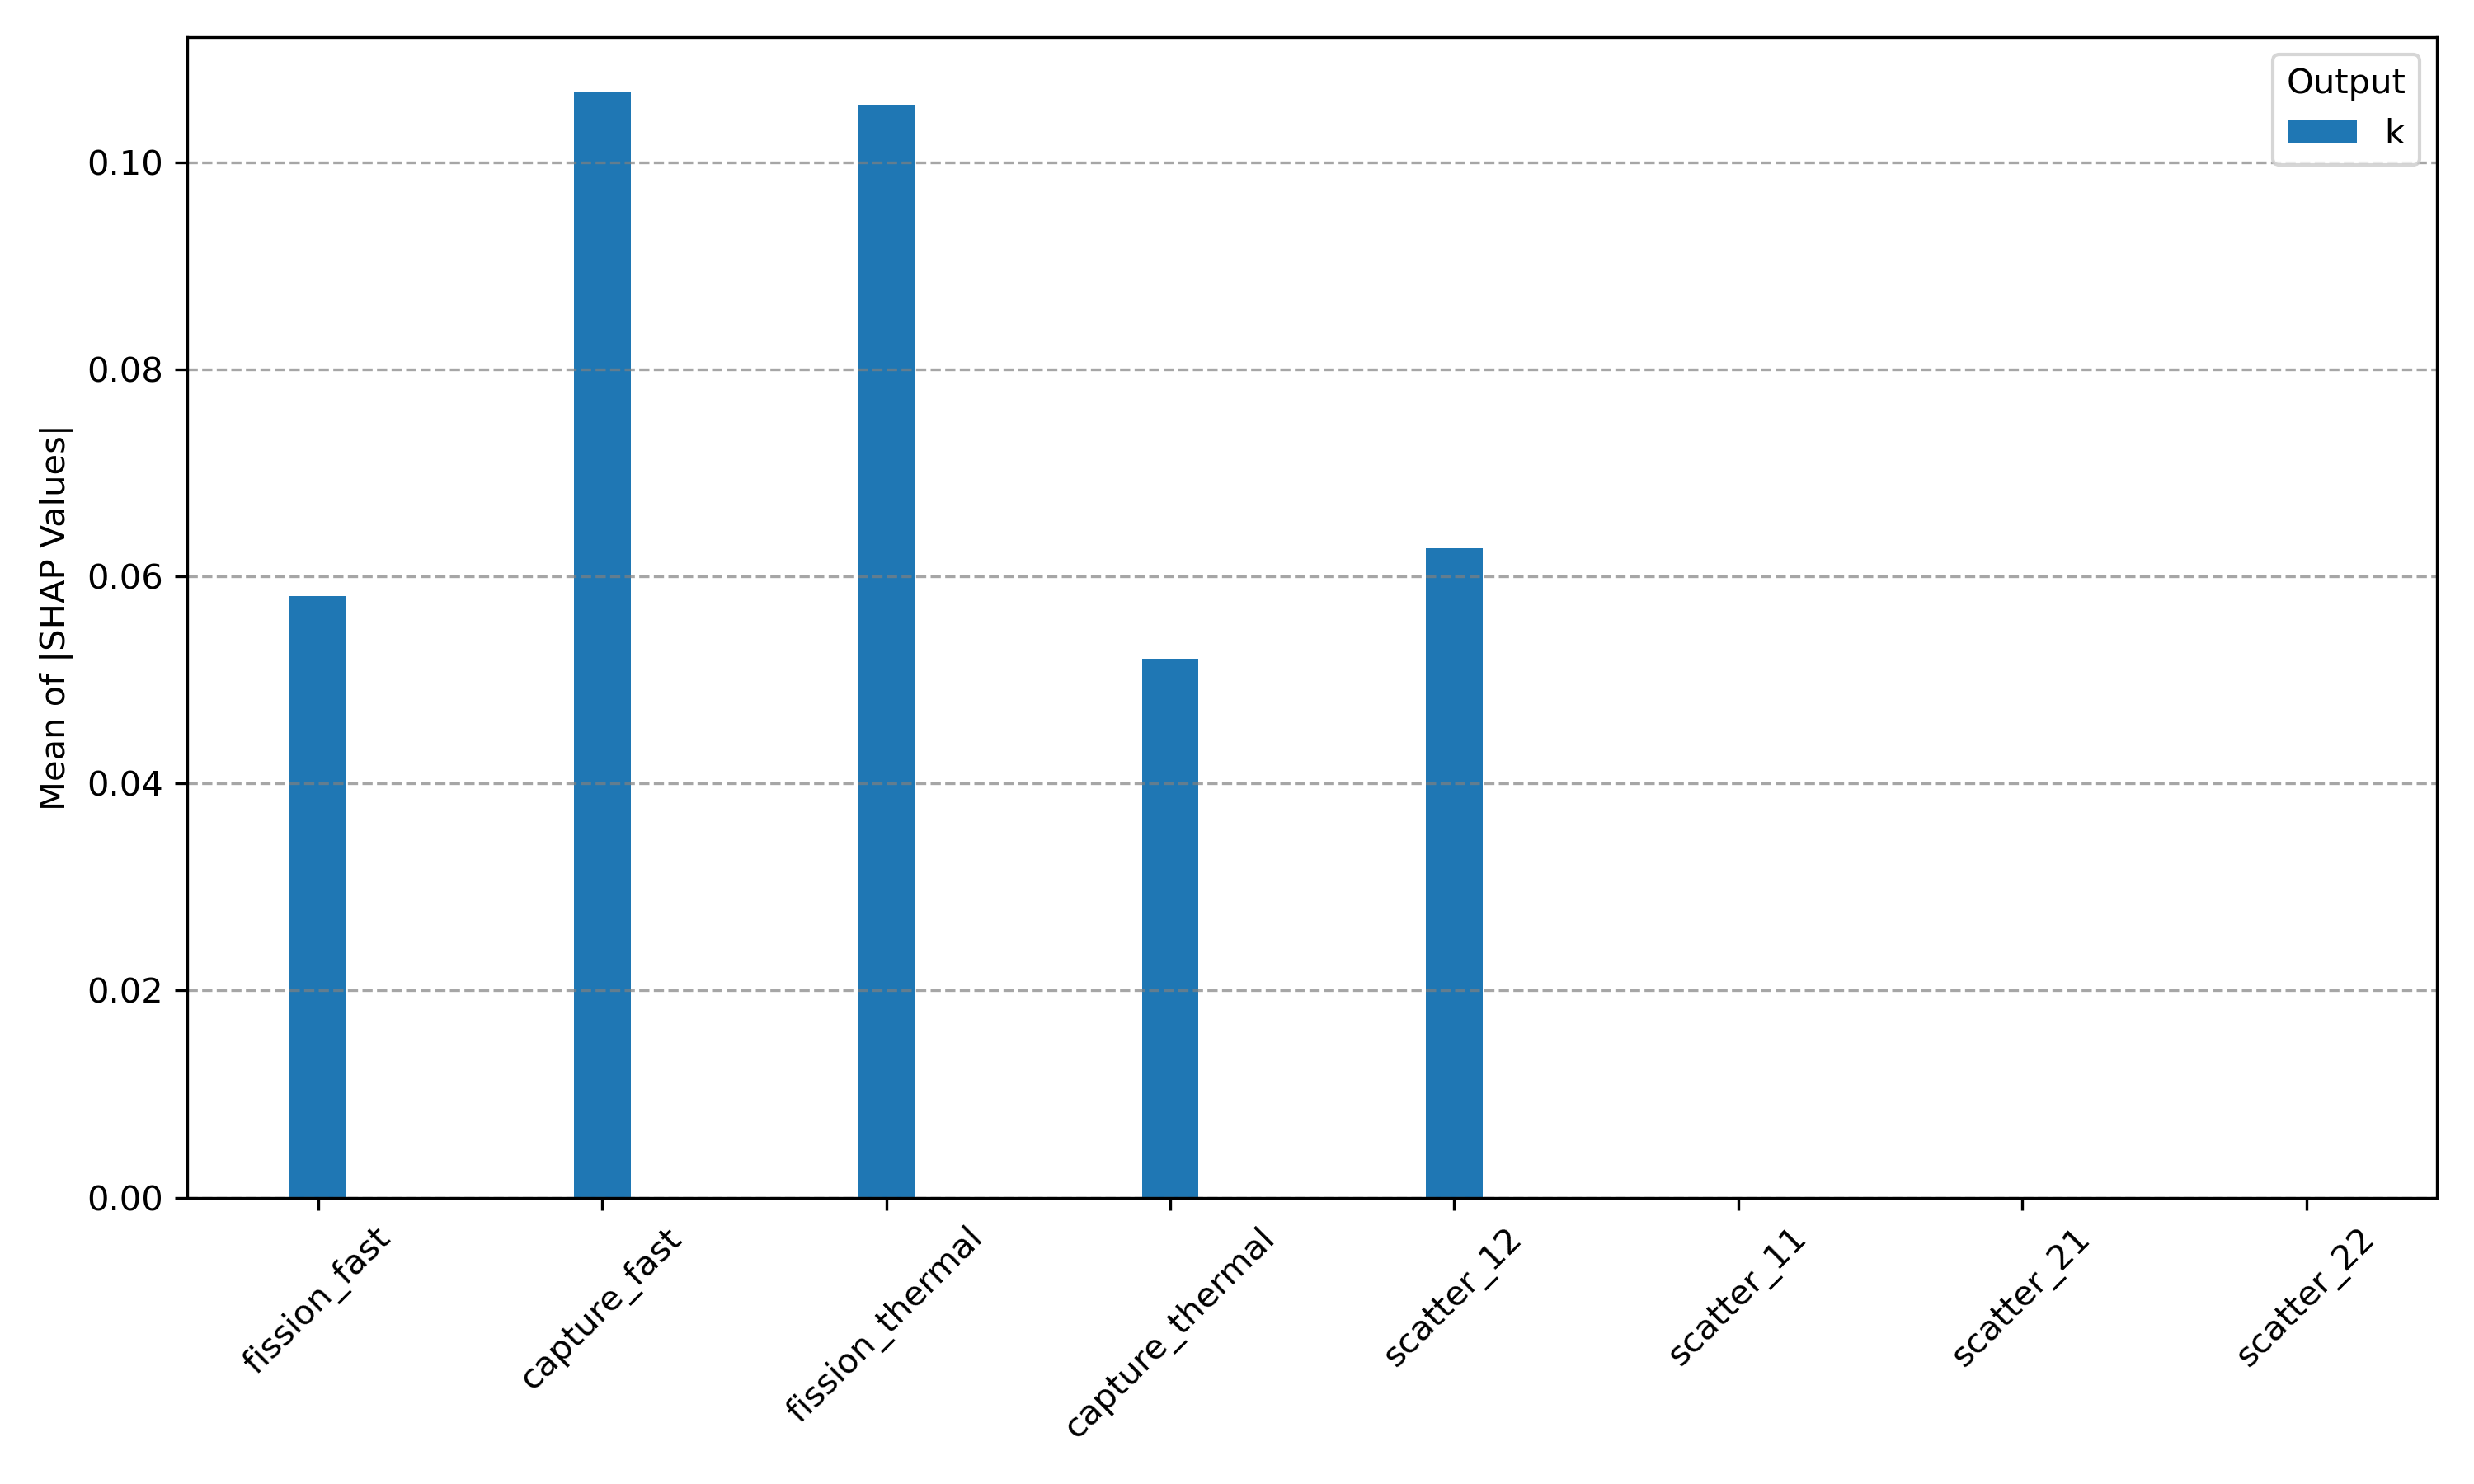 Output
k
0.10
0.08
0.06
0.04
0.02
0.00
Mean of |SHAP Values|
fission_fast
capture_fast
fission_thermal
capture_thermal
scatter_12
scatter_11
scatter_21
scatter_22